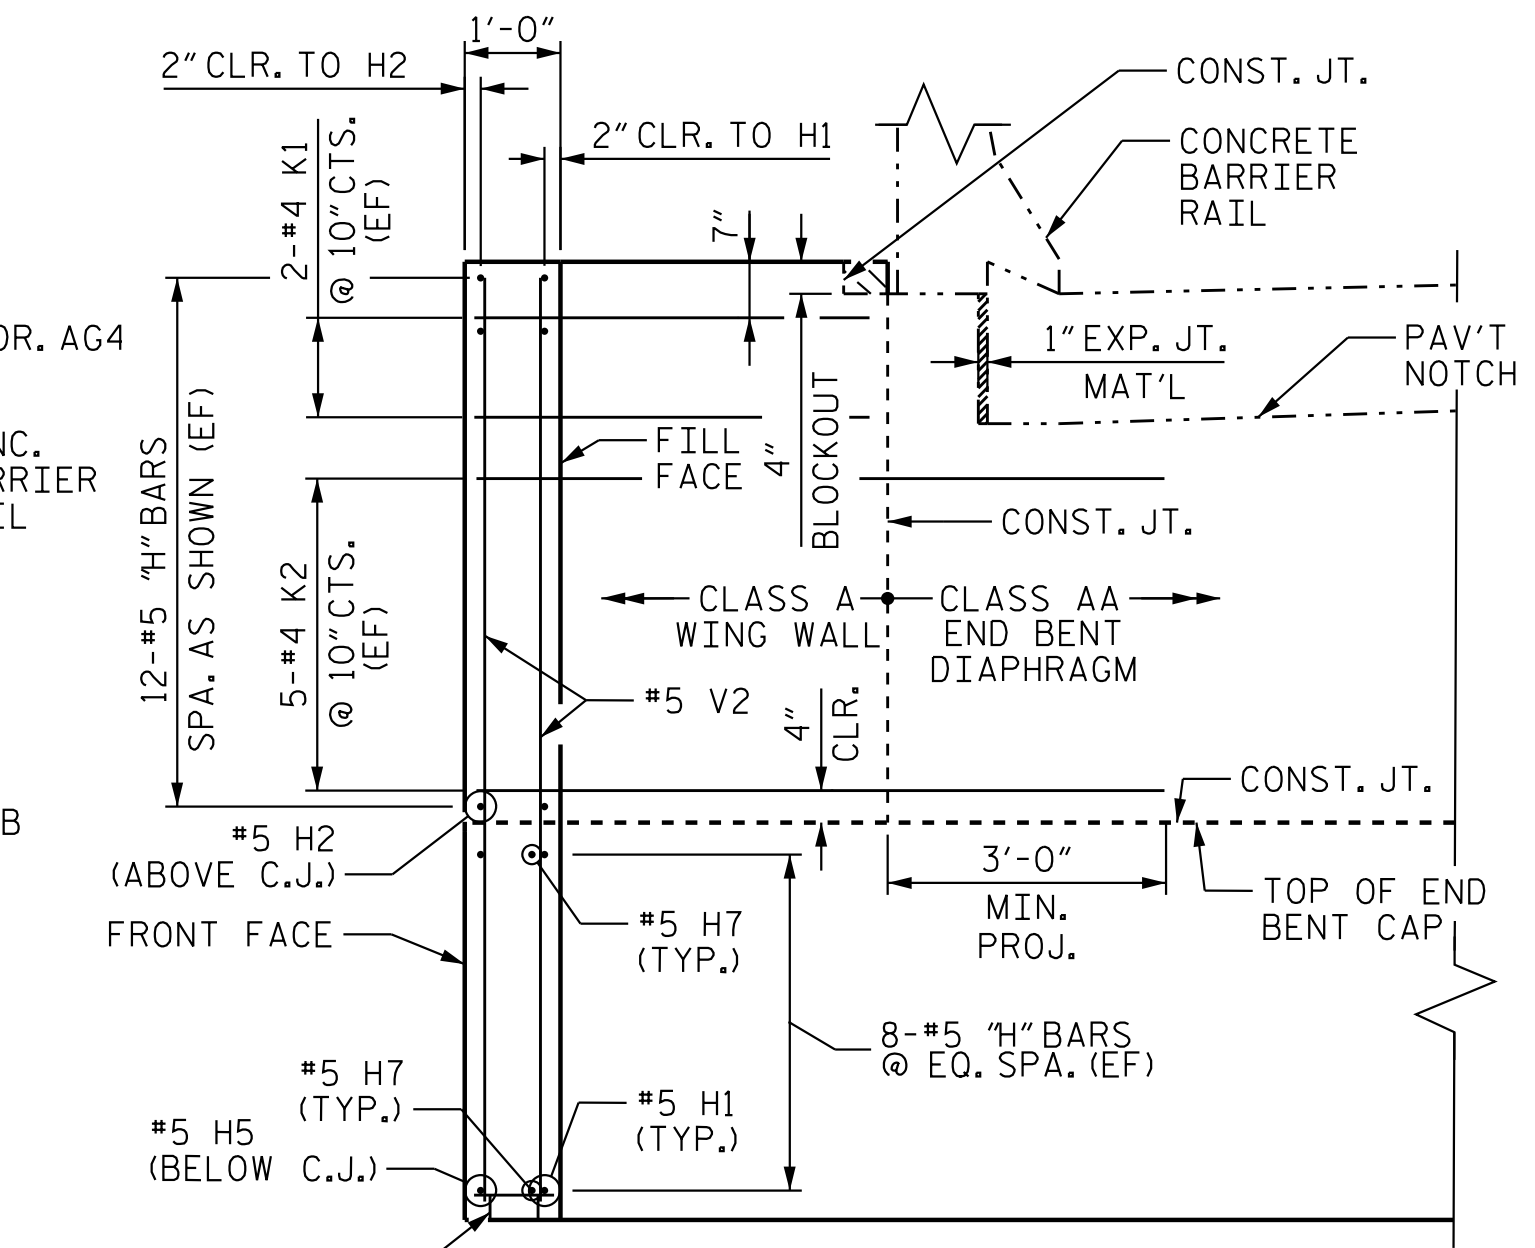 1'-0"
2" CLR. TO H2
CONST. JT.
2" CLR. TO H1
CONCRETE
BARRIER
RAIL
2-#4 K1
@ 10" CTS.
(EF)
7"
OR. AG4
1" EXP. JT.
MAT'L
PAV'T
NOTCH
NC.
RRIER
IL
12-#5 "H" BARS
SPA. AS SHOWN (EF)
FILL
FACE
4"
BLOCKOUT
CONST. JT.
5-#4 K2
@ 10" CTS.
(EF)
CLASS A
WING WALL
CLASS AA
END BENT
DIAPHRAGM
#5 V2
4"
CLR.
CONST. JT.
B
#5 H2
(ABOVE C.J.)
3'-0"
MIN.
PROJ.
TOP OF END
BENT CAP
FRONT FACE
#5 H7
(TYP.)
8-#5 "H" BARS
@ EQ. SPA. (EF)
#5 H7
(TYP.)
#5 H1
(TYP.)
#5 H5
(BELOW C.J.)